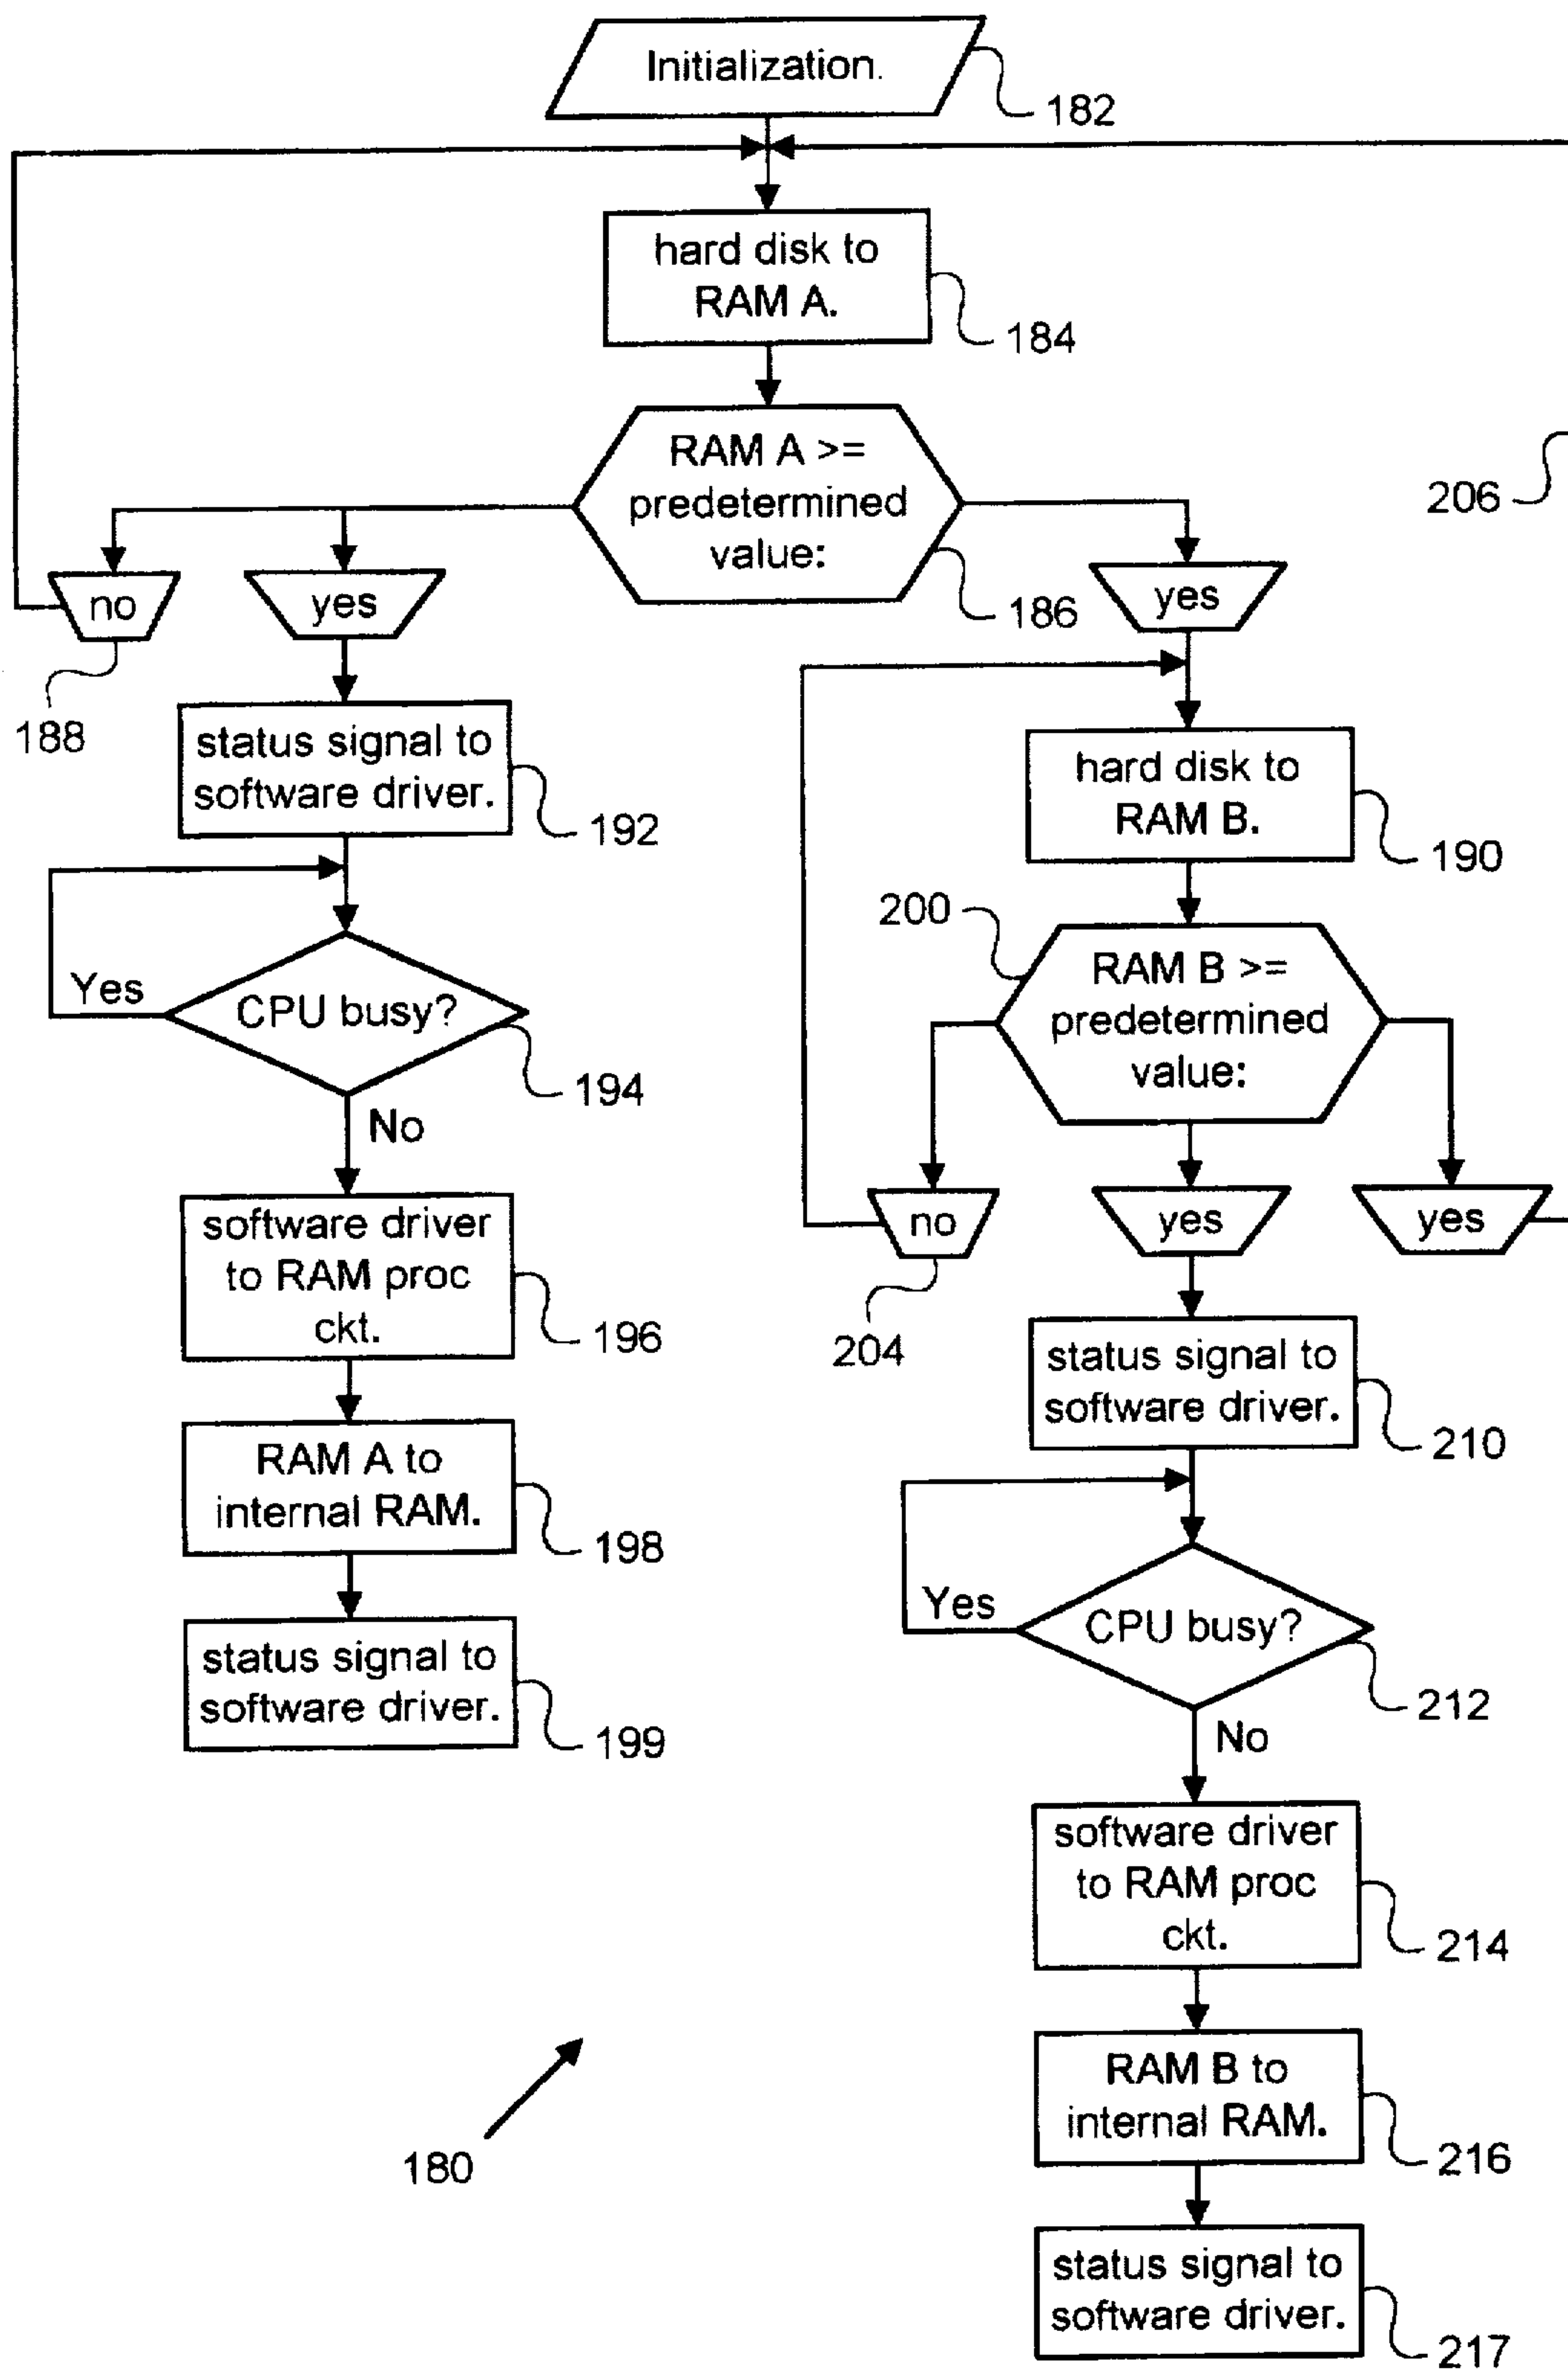 Initialization.
182
hard disk to
RAM A.
184
RAM A >=
predetermined
value:
186
206
no
yes
yes
188
status signal to
software driver.
192
hard disk to
RAM B.
190
200
RAM B >=
predetermined
value:
Yes
CPU busy?
194
No
no
yes
yes
204
software driver
to RAM proc
ckt.
196
status signal to
software driver.
210
RAM A to
internal RAM.
198
Yes
CPU busy?
212
No
status signal to
software driver.
199
software driver
to RAM proc
ckt.
214
RAM B to
internal RAM.
216
180
status signal to
software driver.
217